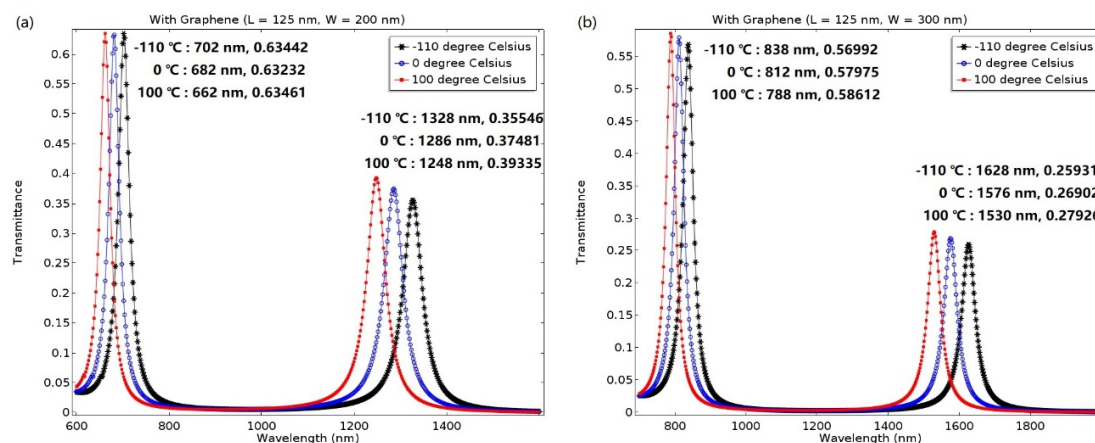 (a)
With Graphene (L = 125 nm, W = 200 nm)
-110 ℃ : 702 nm, 0.63442
0 ℃ : 682 nm, 0.63232
100 ℃ : 662 nm, 0.63461
-110 degree Celsius
0 degree Celsius
100 degree Celsius
-110 ℃ : 1328 nm, 0.35546
0 ℃ : 1286 nm, 0.37481
100 ℃ : 1248 nm, 0.39335
Transmittance
0.6
0.55
0.5
0.45
0.4
0.35
0.3
0.25
0.2
0.15
0.1
0.05
0
600 800 1000 1200 1400
Wavelength (nm)
(b)
With Graphene (L = 125 nm, W = 300 nm)
-110 ℃ : 838 nm, 0.56992
0 ℃ : 812 nm, 0.57975
100 ℃ : 788 nm, 0.58612
-110 degree Celsius
0 degree Celsius
100 degree Celsius
-110 ℃ : 1628 nm, 0.25931
0 ℃ : 1576 nm, 0.26902
100 ℃ : 1530 nm, 0.27926
Transmittance
0.55
0.5
0.45
0.4
0.35
0.3
0.25
0.2
0.15
0.1
0.05
0
800 1000 1200 1400 1600 1800
Wavelength (nm)